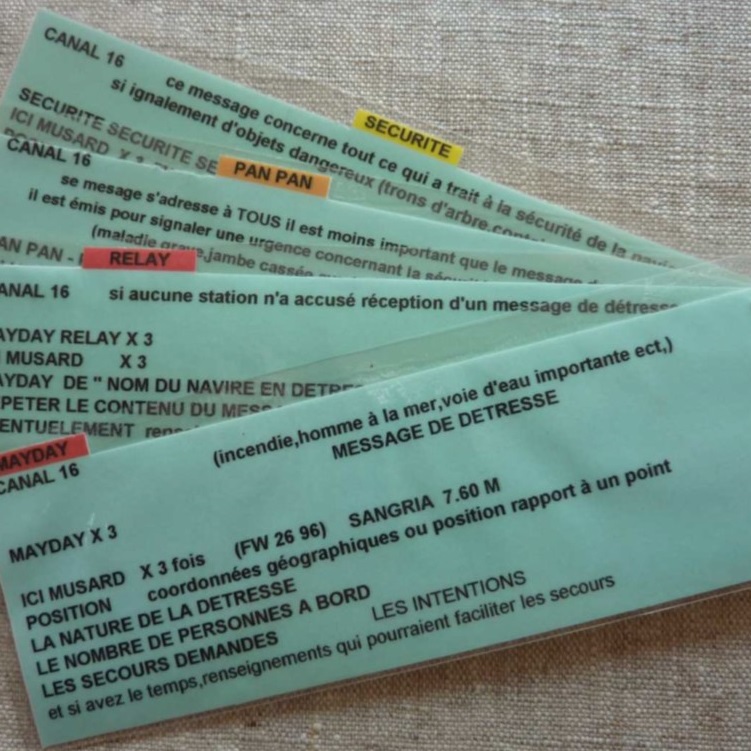 CANAL 16
ce message concerne tout ce qui a trait à la sécurité de la
si ignalement d'objets dangereux (trons d'arbre,
SECURITE
SECURITE SECURITE SE
ICI MUSARD X 3
PAN PAN
CANAL 16
se mesage s'adresse à TOUS il est moins important que le message
il est émis pour signaler une urgence concernant la
(maladie grave,jambe cassée
PAN -
RELAY
ANAL 16 si aucune station n'a accusé réception d'un message de détresse
AYDAY RELAY X 3
MUSARD X 3
AYDAY DE " NOM DU NAVIRE EN DETRE
PETER LE CONTENU DU MESS
ENTUELEMENT
MAYDAY
CANAL 16
(incendie,homme à la mer,voie d'eau importante ect,)
MESSAGE DE DETRESSE
MAYDAY X 3
ICI MUSARD X 3 fois (FW 26 96) SANGRIA 7.60 M
POSITION coordonnées géographiques ou position rapport à un point
LA NATURE DE LA DETRESSE
LE NOMBRE DE PERSONNES A BORD
LES SECOURS DEMANDES LES INTENTIONS
et si avez le temps,renseignements qui pourraient faciliter les secours